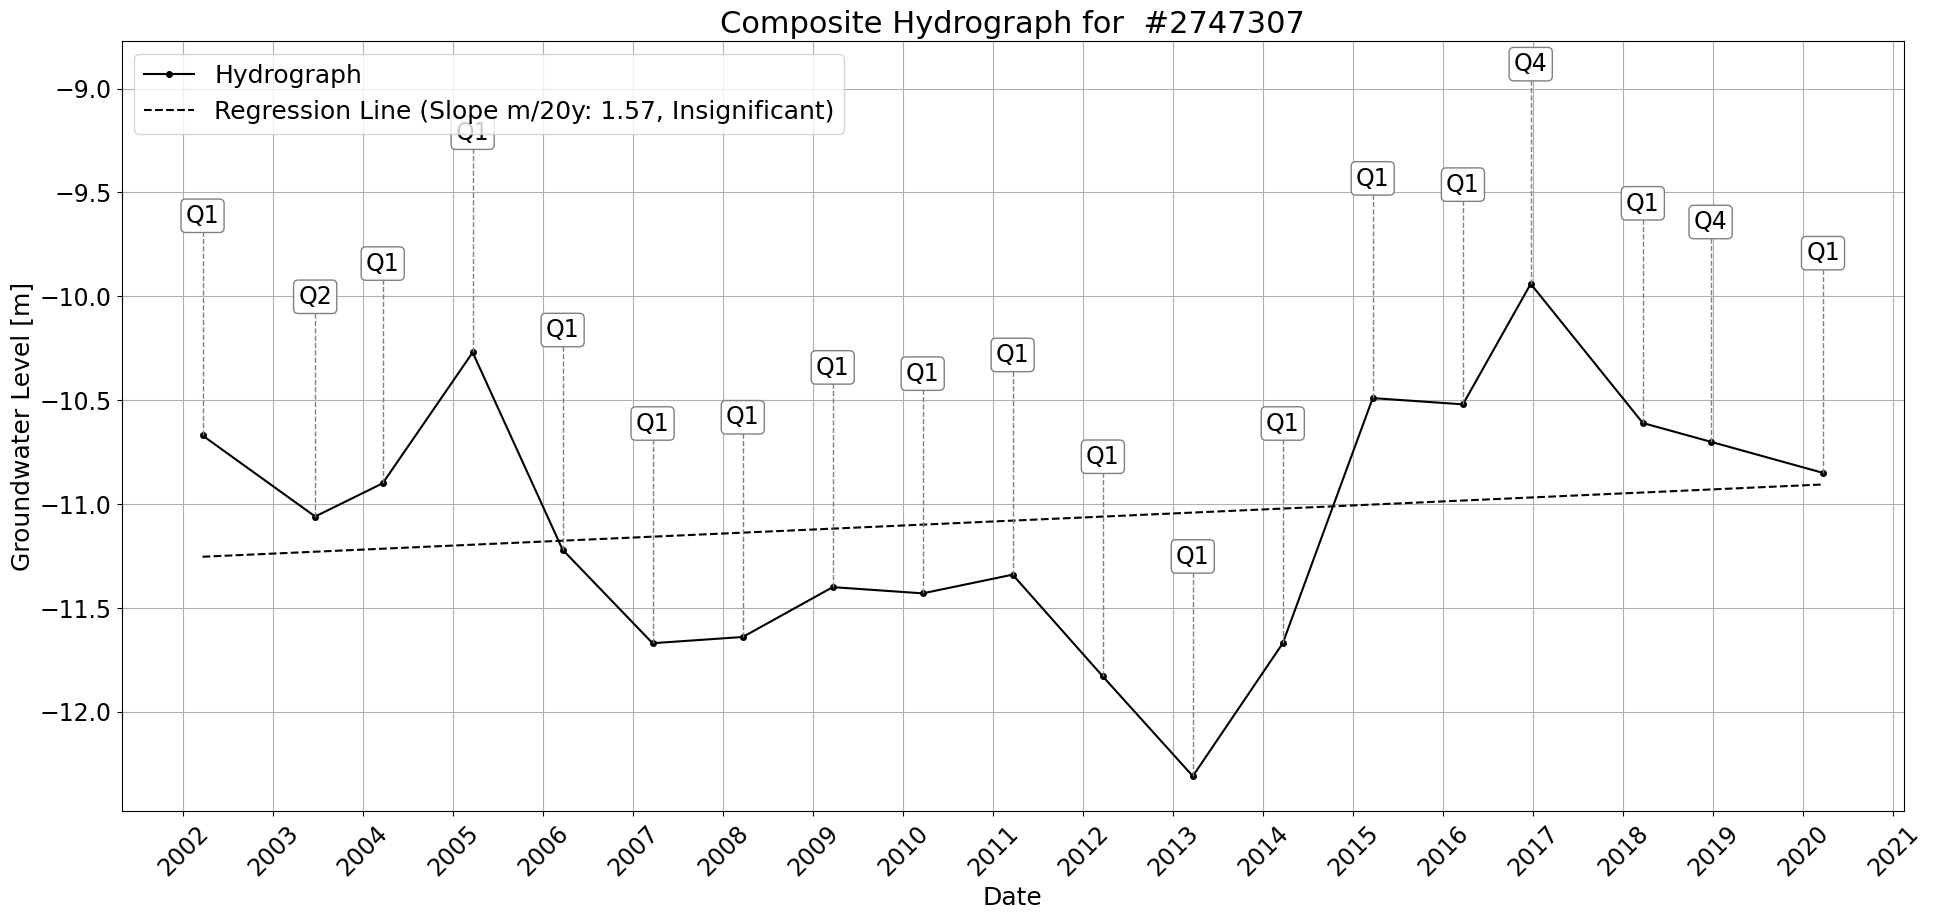 Composite Hydrograph for #2747307
Hydrograph
Regression Line (Slope m/20y: 1.57, Insignificant)
Groundwater Level [m]
−9.0
−9.5
−10.0
−10.5
−11.0
−11.5
−12.0
Q1
Q2
Q1
Q1
Q1
Q1
Q1
Q1
Q1
Q1
Q1
Q1
Q1
Q1
Q1
Q4
Q1
Q4
Q1
2002
2003
2004
2005
2006
2007
2008
2009
2010
2011
2012
2013
2014
2015
2016
2017
2018
2019
2020
2021
Date